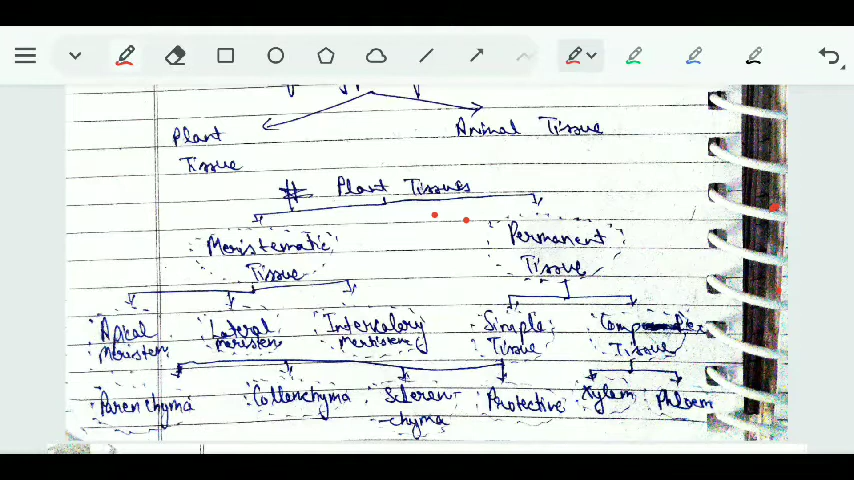 Plant
Tissue
Animal Tissue
# Plant Tissues
Meristematic
Tissue
Permanent
Tissue
Apical
Meristem
Lateral
Meristem
Intercalary
Meristem
Simple
Tissue
Complex
Tissue
Parenchyma
Collenchyma
Scleren-
-chyma
Protective
Xylem
Phloem